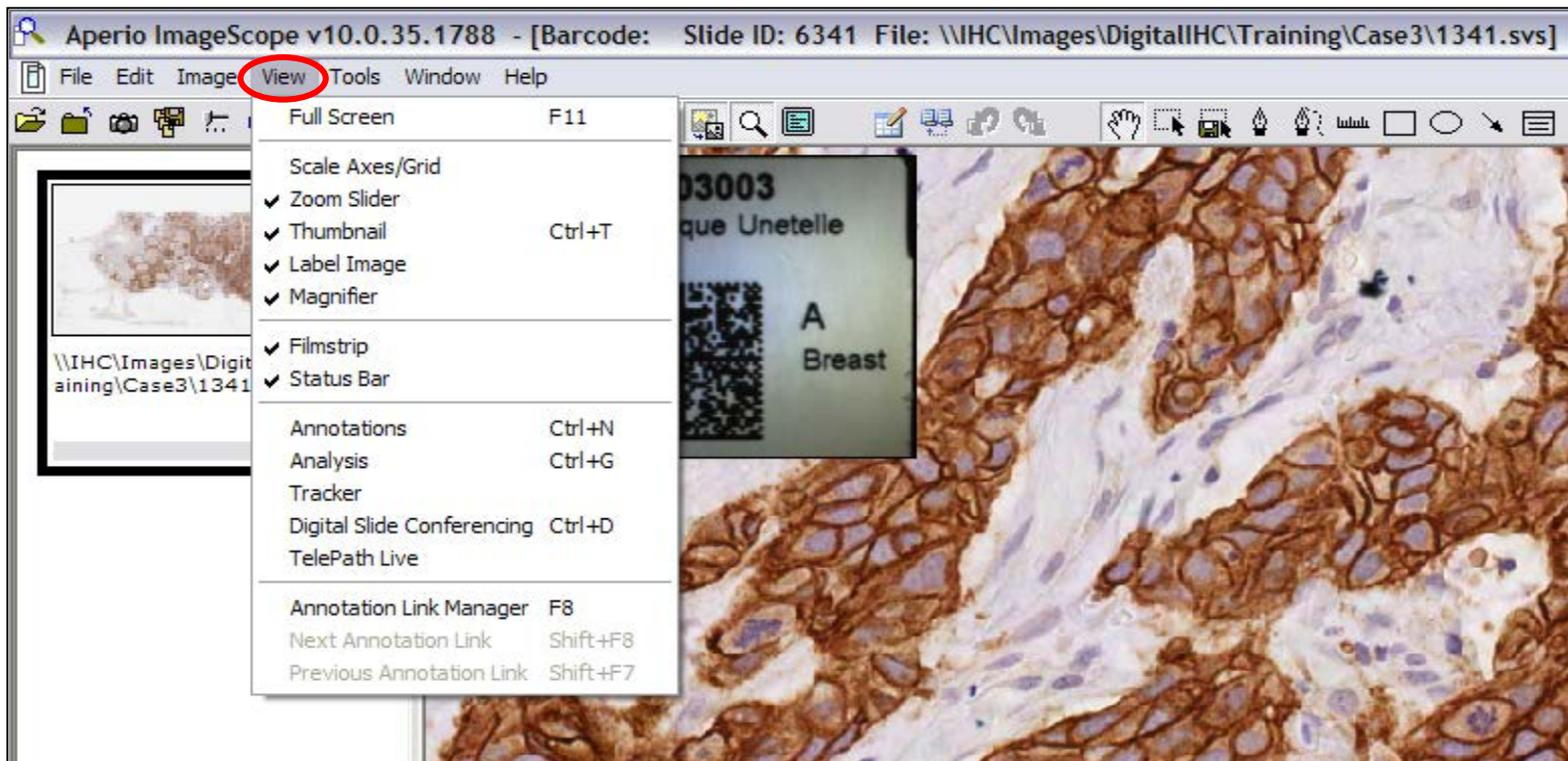 Aperio ImageScope v10.0.35.1788 - [Barcode: Slide ID: 6341 File: \\IHC\Images\DigitalIHC\Training\Case3\1341.svs]
File Edit Image View Tools Window Help
Full Screen F11
Scale Axes/Grid
Zoom Slider
Thumbnail Ctrl+T
Label Image
Magnifier
Filmstrip
Status Bar
Annotations Ctrl+N
Analysis Ctrl+G
Tracker
Digital Slide Conferencing Ctrl+D
TelePath Live
Annotation Link Manager F8
Next Annotation Link Shift+F8
Previous Annotation Link Shift+F7
\\IHC\Images\Digit
aining\Case3\1341
03003
que Unetelle
A
Breast